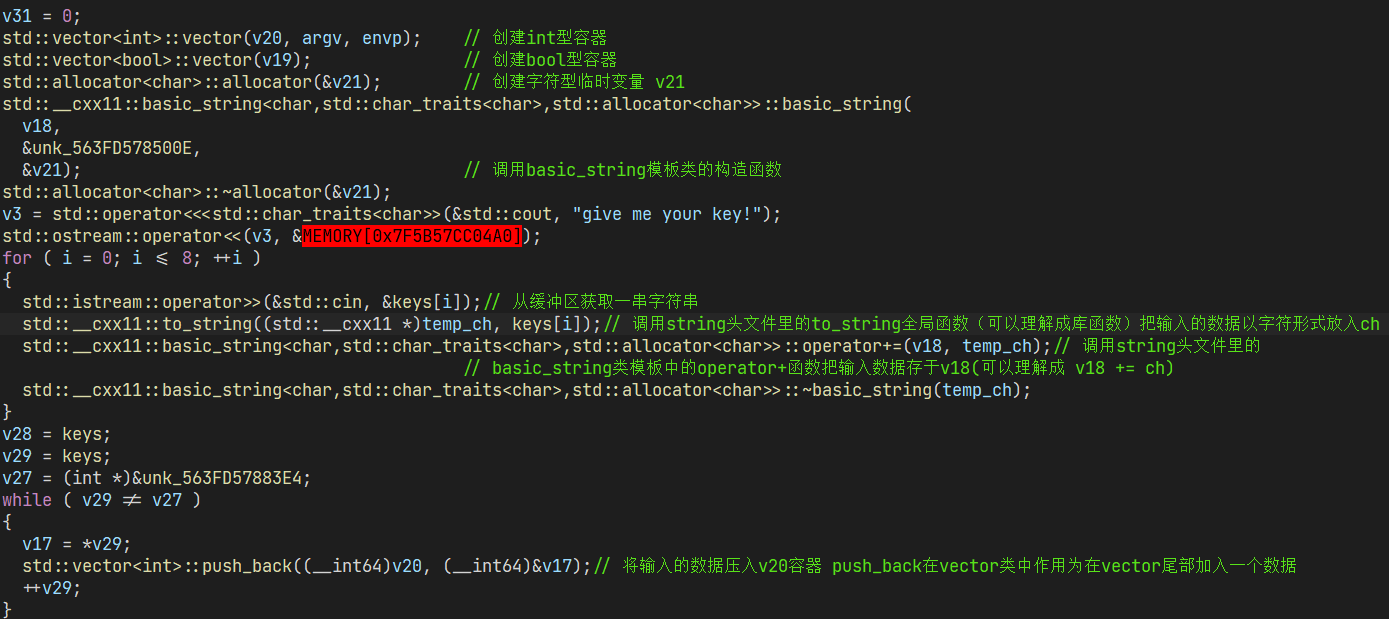 v31 = 0;
std::vector<int>::vector(v20, argv, envp);    // 创建int型容器
std::vector<bool>::vector(v19);               // 创建bool型容器
std::allocator<char>::allocator(&v21);        // 创建字符型临时变量 v21
std::__cxx11::basic_string<char,std::char_traits<char>,std::allocator<char>>::basic_string(
  v18,
  &unk_563FD578500E,
  &v21);                                      // 调用basic_string模板类的构造函数
std::allocator<char>::~allocator(&v21);
v3 = std::operator<<<std::char_traits<char>>(&std::cout, "give me your key!");
std::ostream::operator<<(v3, &MEMORY[0x7F5B57CC04A0]);
for ( i = 0; i <= 8; ++i )
{
  std::istream::operator>>(&std::cin, &keys[i]);// 从缓冲区获取一串字符串
  std::__cxx11::to_string((std::__cxx11 *)temp_ch, keys[i]);// 调用string头文件里的to_string全局函数（可以理解成库函数）把输入的数据以字符形式放入ch
  std::__cxx11::basic_string<char,std::char_traits<char>,std::allocator<char>>::operator+=(v18, temp_ch);// 调用string头文件里的
                                              // basic_string类模板中的operator+函数把输入数据存于v18(可以理解成 v18 += ch)
  std::__cxx11::basic_string<char,std::char_traits<char>,std::allocator<char>>::~basic_string(temp_ch);
}
v28 = keys;
v29 = keys;
v27 = (int *)&unk_563FD57883E4;
while ( v29 != v27 )
{
  v17 = *v29;
  std::vector<int>::push_back((__int64)v20, (__int64)&v17);// 将输入的数据压入v20容器 push_back在vector类中作用为在vector尾部加入一个数据
  ++v29;
}